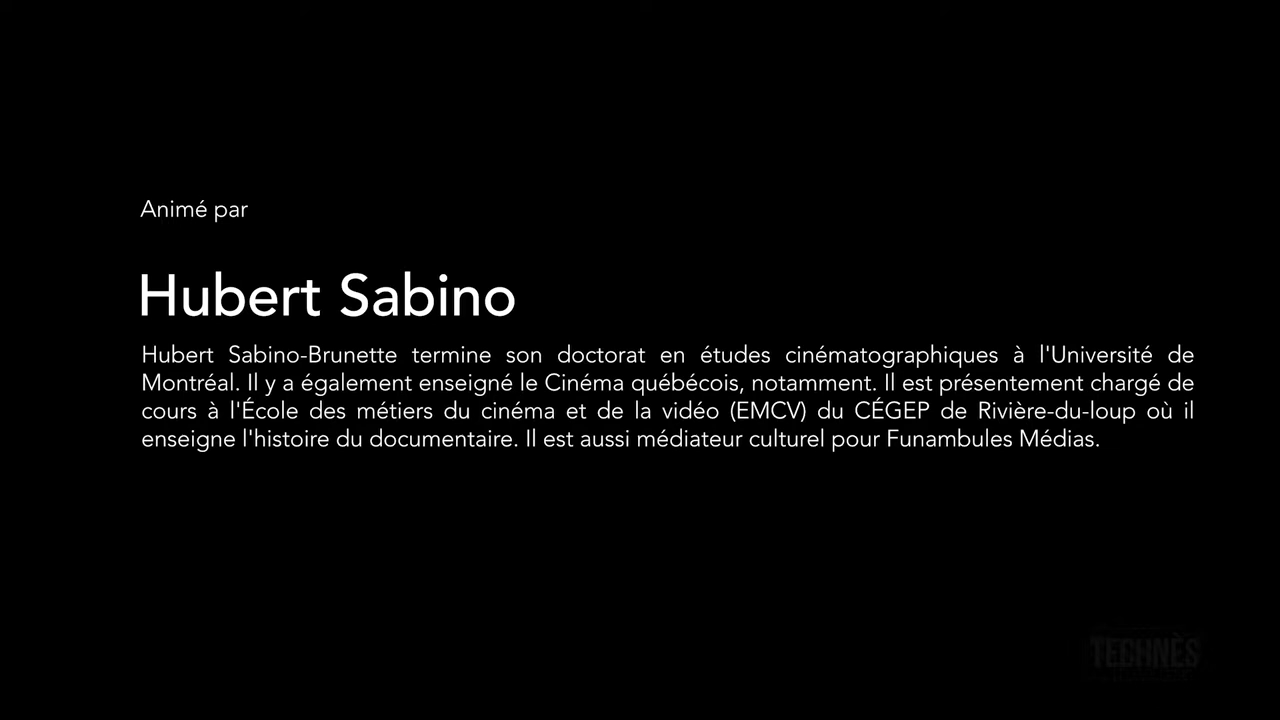 Animé par
Hubert Sabino
Hubert Sabino-Brunette termine son doctorat en études cinématographiques à l'Université de
Montréal. Il y a également enseigné le Cinéma québécois, notamment. Il est présentement chargé de
cours à l'École des métiers du cinéma et de la vidéo (EMCV) du CÉGEP de Rivière-du-loup où il
enseigne l'histoire du documentaire. Il est aussi médiateur culturel pour Funambules Médias.
TECHNÈS